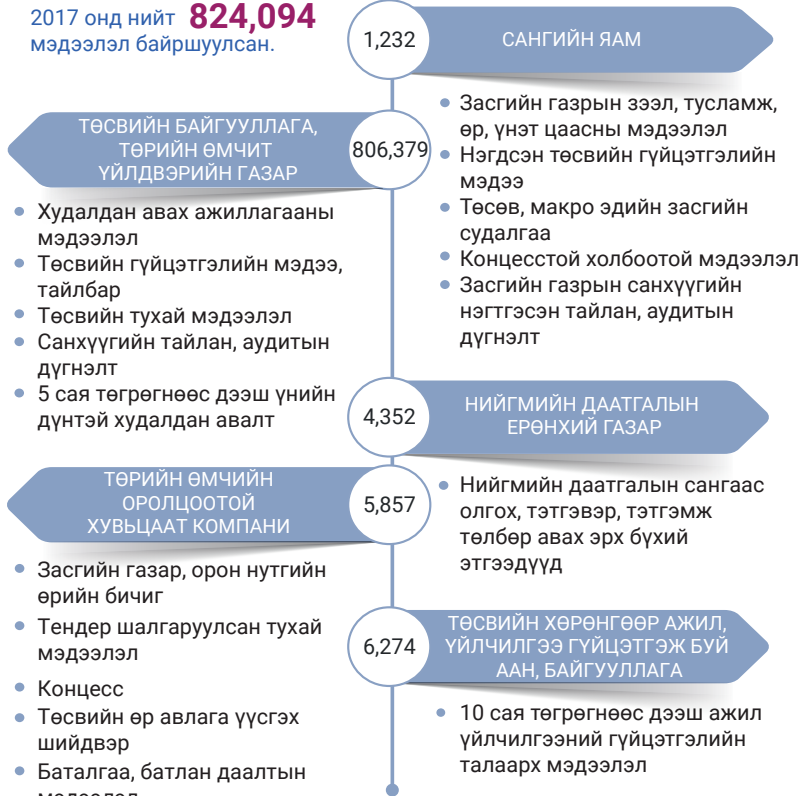 2017 онд нийт 824,094
мэдээлэл байршуулсан.
1,232
САНГИЙН ЯАМ
Засгийн газрын зээл, тусламж,
өр, үнэт цаасны мэдээлэл
Нэгдсэн төсвийн гүйцэтгэлийн
мэдээ
Төсөв, макро эдийн засгийн
судалгаа
Концесстой холбоотой мэдээлэл
Засгийн газрын санхүүгийн
нэгтгэсэн тайлан, аудитын
дүгнэлт
ТӨСВИЙН БАЙГУУЛЛАГА,
ТӨРИЙН ӨМЧИТ
ҮЙЛДВЭРИЙН ГАЗАР
806,379
Худалдан авах ажиллагааны
мэдээлэл
Төсвийн гүйцэтгэлийн мэдээ,
тайлбар
Төсвийн тухай мэдээлэл
Санхүүгийн тайлан, аудитын
дүгнэлт
5 сая төгрөгнөөс дээш үнийн
дүнтэй худалдан авалт
4,352
НИЙГМИЙН ДААТГАЛЫН
ЕРӨНХИЙ ГАЗАР
Нийгмийн даатгалын сангаас
олгох, тэтгэвэр, тэтгэмж
төлбөр авах эрх бүхий
этгээдүүд
ТӨРИЙН ӨМЧИЙН
ОРОЛЦООТОЙ
ХУВЬЦААТ КОМПАНИ
5,857
Засгийн газар, орон нутгийн
өрийн бичиг
Тендер шалгаруулсан тухай
мэдээлэл
Концесс
Төсвийн өр авлага үүсгэх
шийдвэр
Баталгаа, батлан даалтын
6,274
ТӨСВИЙН ХӨРӨНГӨӨР АЖИЛ,
ҮЙЛЧИЛГЭЭ ГҮЙЦЭТГЭЖ БУЙ
ААН, БАЙГУУЛЛАГА
10 сая төгрөгнөөс дээш ажил
үйлчилгээний гүйцэтгэлийн
талаарх мэдээлэл